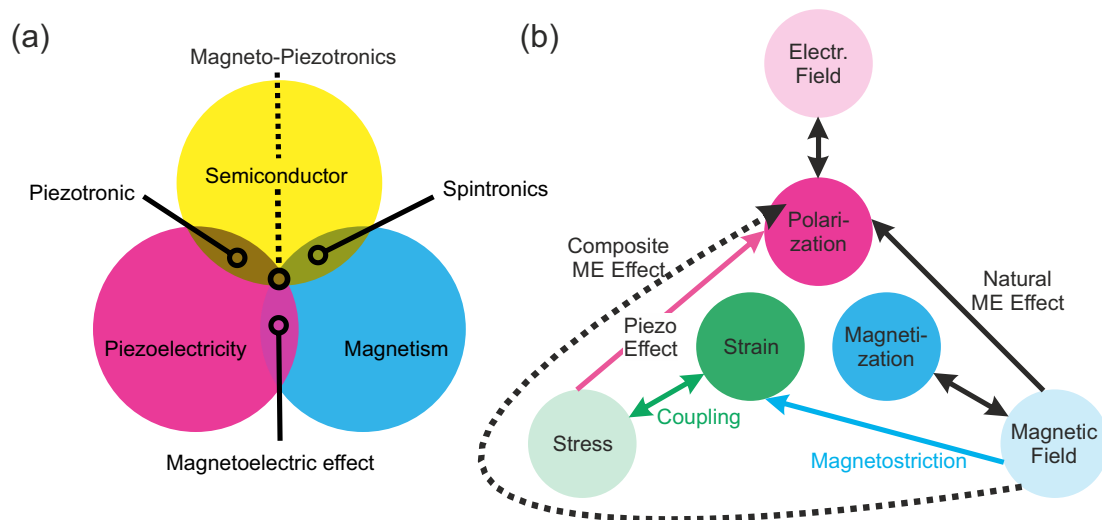 (a)
Magneto-Piezotronics
Semiconductor
Piezotronic
Spintronics
Piezoelectricity
Magnetism
Magnetoelectric effect
(b)
Electr.
Field
Polari-
zation
Composite
ME Effect
Natural
ME Effect
Piezo
Effect
Strain
Magneti-
zation
Coupling
Stress
Magnetostriction
Magnetic
Field